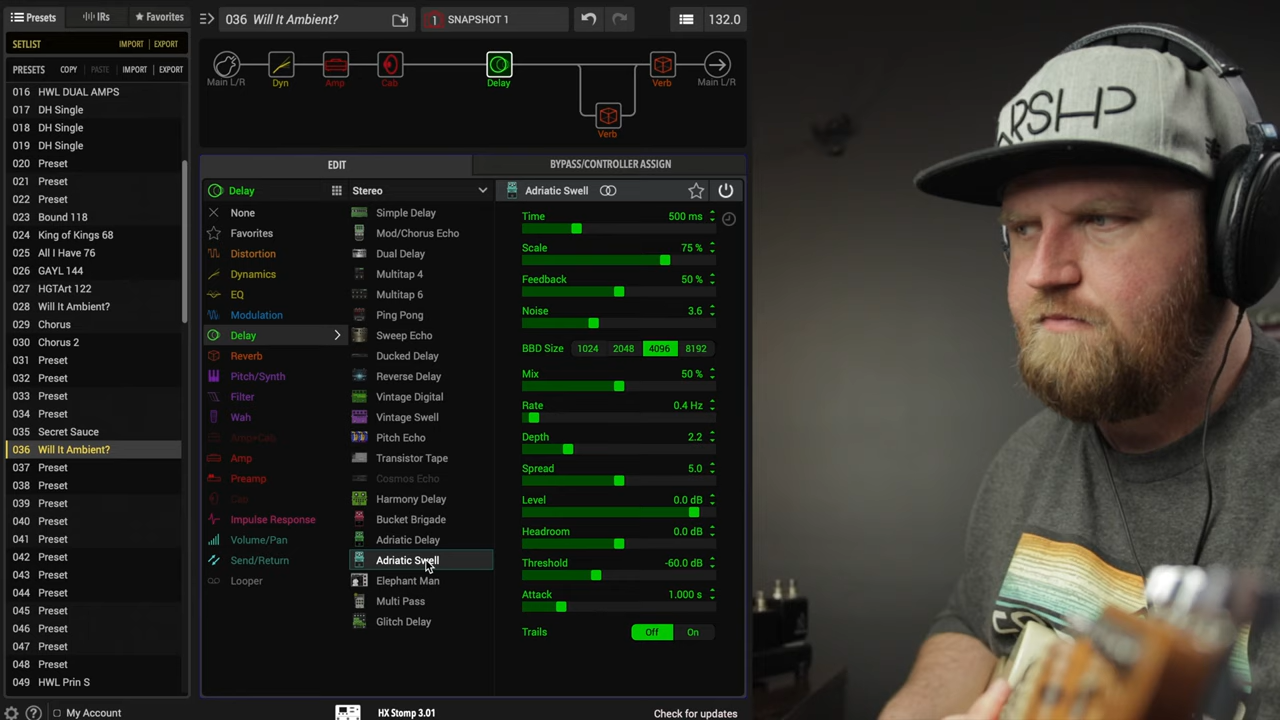 Presets IRs Favorites
036 Will It Ambient?
1 SNAPSHOT 1
132.0
SETLIST IMPORT EXPORT
PRESETS COPY PASTE IMPORT EXPORT
016 HWL DUAL AMPS
017 DH Single
018 DH Single
019 DH Single
020 Preset
021 Preset
022 Preset
023 Bound 118
024 King of Kings 68
025 All I Have 76
026 GAYL 144
027 HGTArt 122
028 Will It Ambient?
029 Chorus
030 Chorus 2
031 Preset
032 Preset
033 Preset
034 Preset
035 Secret Sauce
036 Will It Ambient?
037 Preset
038 Preset
039 Preset
040 Preset
041 Preset
042 Preset
043 Preset
044 Preset
045 Preset
046 Preset
047 Preset
048 Preset
049 HWL Prin S
My Account
Main L/R Dyn Amp Cab Delay Verb Main L/R
Verb
EDIT BYPASS/CONTROLLER ASSIGN
Delay
None
Favorites
Distortion
Dynamics
EQ
Modulation
Delay
Reverb
Pitch/Synth
Filter
Wah
Amp+Cab
Amp
Preamp
Cab
Impulse Response
Volume/Pan
Send/Return
Looper
Stereo
Simple Delay
Mod/Chorus Echo
Dual Delay
Multitap 4
Multitap 6
Ping Pong
Sweep Echo
Ducked Delay
Reverse Delay
Vintage Digital
Vintage Swell
Pitch Echo
Transistor Tape
Cosmos Echo
Harmony Delay
Bucket Brigade
Adriatic Delay
Adriatic Swell
Elephant Man
Multi Pass
Glitch Delay
Adriatic Swell
Time 500 ms
Scale 75 %
Feedback 50 %
Noise 3.6
BBD Size 1024 2048 4096 8192
Mix 50 %
Rate 0.4 Hz
Depth 2.2
Spread 5.0
Level 0.0 dB
Headroom 0.0 dB
Threshold -60.0 dB
Attack 1.000 s
Trails Off On
HX Stomp 3.01
Check for updates
RSHP